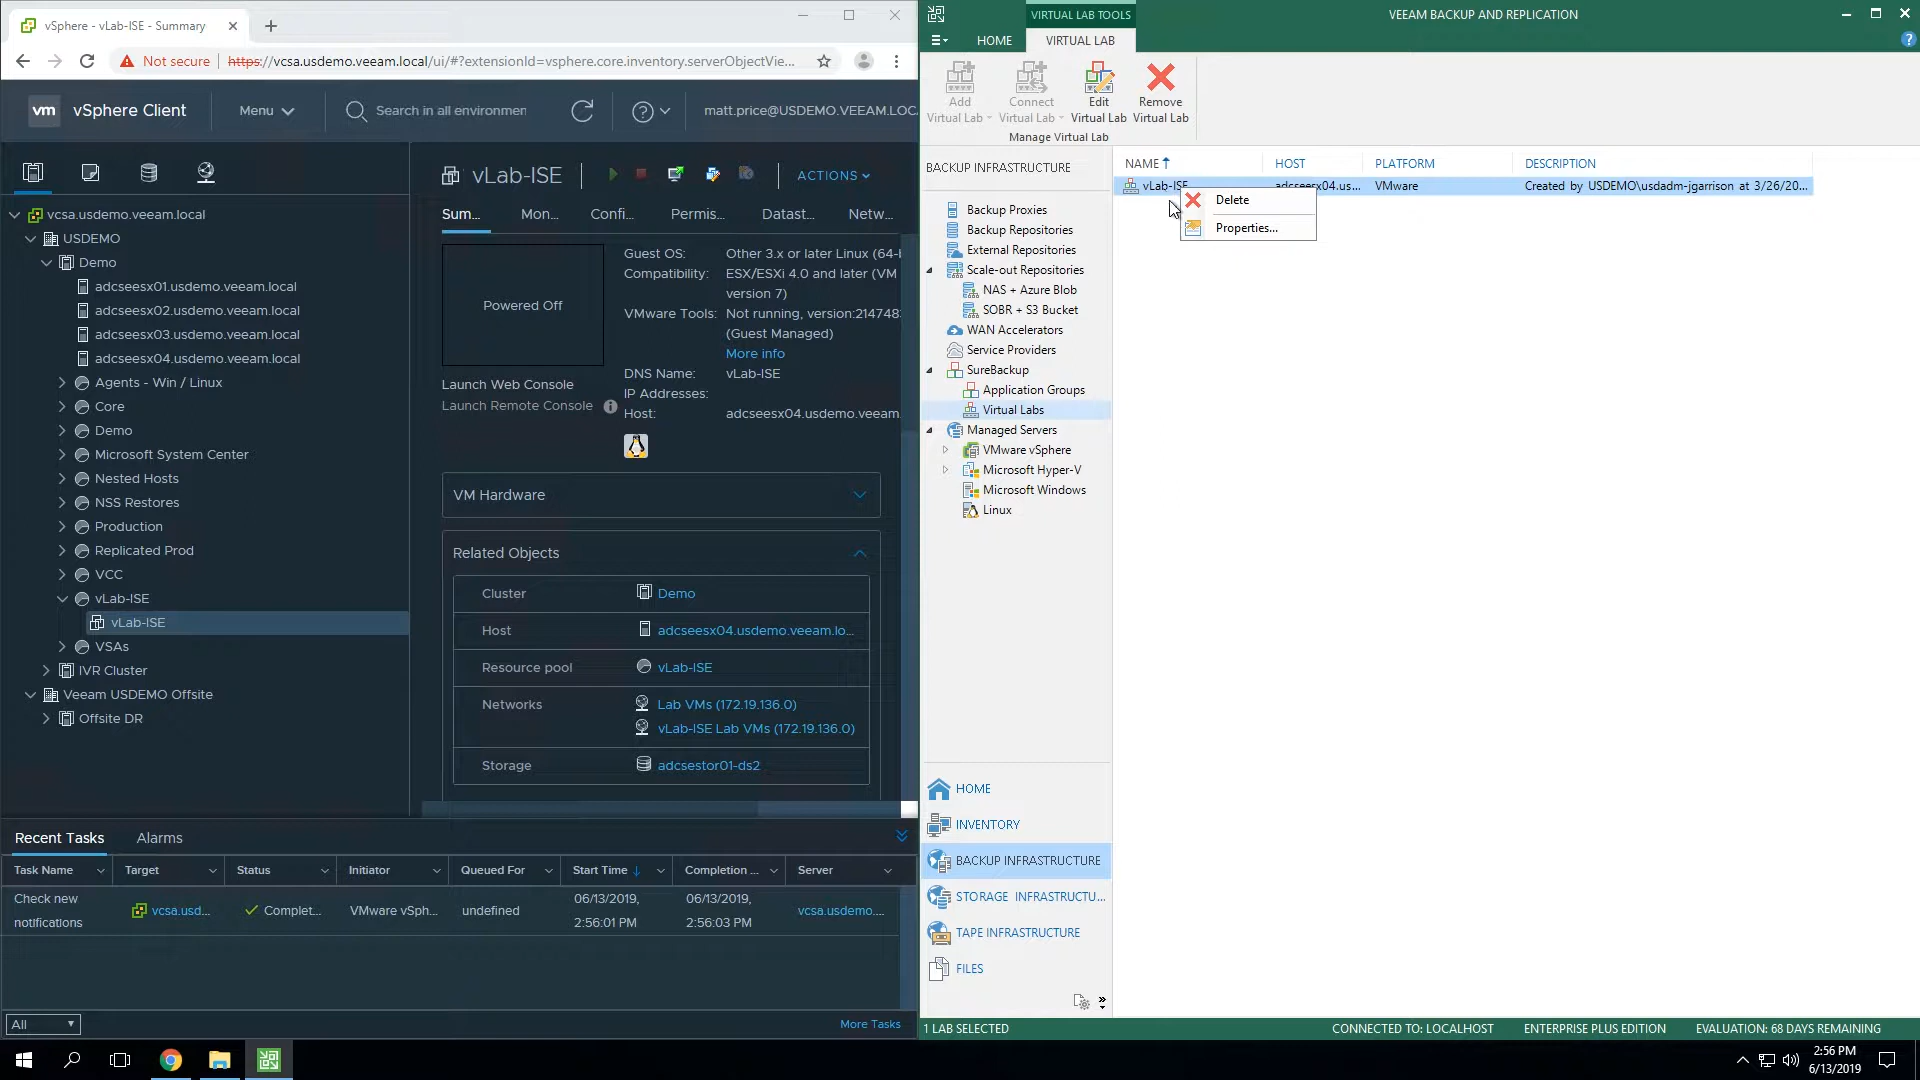 vSphere - vLab-ISE - Summary
Not secure
https://vcsa.usdemo.veeam.local/ui/#?extensionId=vsphere.core.inventory.serverObjectVie...
vm
vSphere Client
Menu
Search in all environmen
matt.price@USDEMO.VEEAM.LOC
vcsa.usdemo.veeam.local
USDEMO
Demo
adcseesx01.usdemo.veeam.local
adcseesx02.usdemo.veeam.local
adcseesx03.usdemo.veeam.local
adcseesx04.usdemo.veeam.local
Agents - Win / Linux
Core
Demo
Microsoft System Center
Nested Hosts
NSS Restores
Production
Replicated Prod
VCC
vLab-ISE
vLab-ISE
VSAs
IVR Cluster
Veeam USDEMO Offsite
Offsite DR
vLab-ISE
ACTIONS
Sum... Mon... Confi... Permis... Datast... Netw...
Powered Off
Launch Web Console
Launch Remote Console
Guest OS: Other 3.x or later Linux (64-
Compatibility: ESX/ESXi 4.0 and later (VM
version 7)
VMware Tools: Not running, version:214748
(Guest Managed)
More info
DNS Name: vLab-ISE
IP Addresses:
Host: adcseesx04.usdemo.veeam.
VM Hardware
Related Objects
Cluster Demo
Host adcseesx04.usdemo.veeam.lo...
Resource pool vLab-ISE
Networks Lab VMs (172.19.136.0)
vLab-ISE Lab VMs (172.19.136.0)
Storage adcsestor01-ds2
Recent Tasks Alarms
Task Name Target Status Initiator Queued For Start Time Completion ... Server
Check new
notifications
vcsa.usd...
Complet...
VMware vSph...
undefined
06/13/2019,
2:56:01 PM
06/13/2019,
2:56:03 PM
vcsa.usdemo....
All
More Tasks
VIRTUAL LAB TOOLS
VEEAM BACKUP AND REPLICATION
HOME
VIRTUAL LAB
Add
Virtual Lab
Connect
Virtual Lab
Edit
Virtual Lab
Remove
Virtual Lab
Manage Virtual Lab
BACKUP INFRASTRUCTURE
Backup Proxies
Backup Repositories
External Repositories
Scale-out Repositories
NAS + Azure Blob
SOBR + S3 Bucket
WAN Accelerators
Service Providers
SureBackup
Application Groups
Virtual Labs
Managed Servers
VMware vSphere
Microsoft Hyper-V
Microsoft Windows
Linux
NAME HOST PLATFORM DESCRIPTION
vLab-ISE adcseesx04.us... VMware Created by USDEMO\usdadm-jgarrison at 3/26/20...
Delete
Properties...
HOME
INVENTORY
BACKUP INFRASTRUCTURE
STORAGE INFRASTRUCTU...
TAPE INFRASTRUCTURE
FILES
1 LAB SELECTED
CONNECTED TO: LOCALHOST
ENTERPRISE PLUS EDITION
EVALUATION: 68 DAYS REMAINING
2:56 PM
6/13/2019